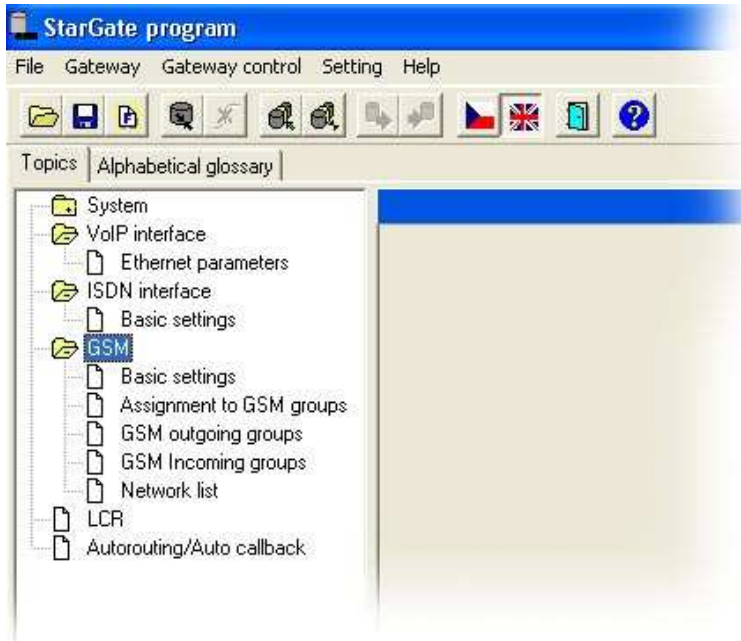 StarGate program
File Gateway Gateway control Setting Help
Topics Alphabetical glossary
System
VoIP interface
Ethernet parameters
ISDN interface
Basic settings
GSM
Basic settings
Assignment to GSM groups
GSM outgoing groups
GSM Incoming groups
Network list
LCR
Autorouting/Auto callback